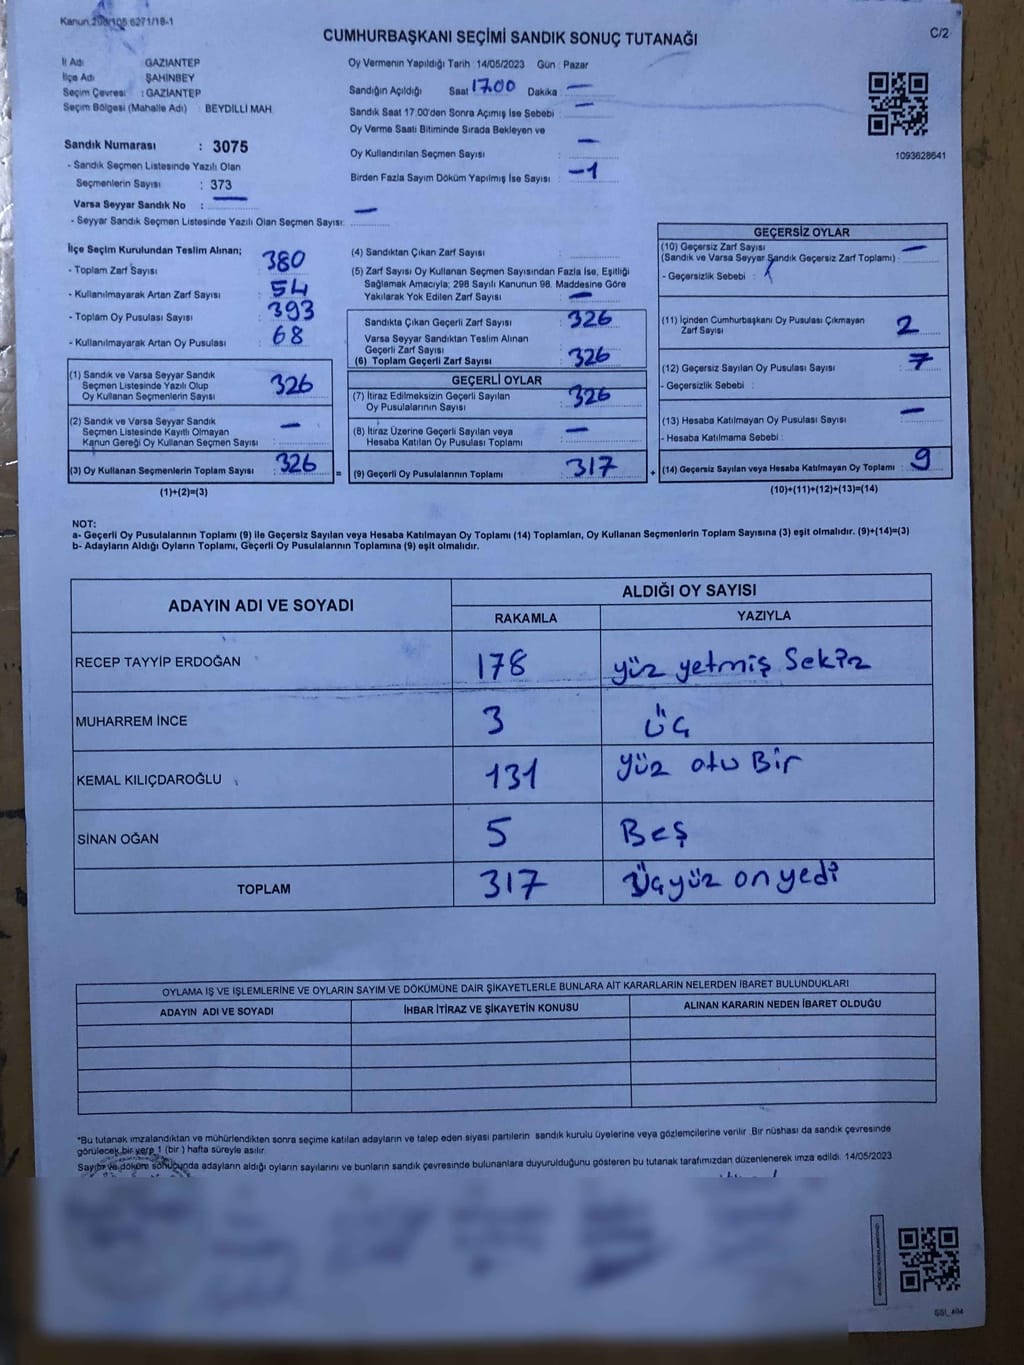 Kanun:298/105:6271/18-1
C/2
CUMHURBAŞKANI SEÇİMİ SANDIK SONUÇ TUTANAĞI
İl Adı GAZIANTEP
İlçe Adı ŞAHİNBEY
Seçim Çevresi : GAZIANTEP
Seçim Bölgesi (Mahalle Adı) : BEYDILLI MAH.
Sandık Numarası : 3075
- Sandık Seçmen Listesinde Yazılı Olan
Seçmenlerin Sayısı : 373
Varsa Seyyar Sandık No : —
- Seyyar Sandık Seçmen Listesinde Yazılı Olan Seçmen Sayısı: —
Oy Vermenin Yapıldığı Tarih 14/05/2023 Gün : Pazar
Sandığın Açıldığı Saat 17.00 Dakika —
Sandık Saat 17:00'den Sonra Açımış İse Sebebi : —
Oy Verme Saati Bitiminde Sırada Bekleyen ve
Oy Kullandırılan Seçmen Sayısı : —
Birden Fazla Sayım Döküm Yapılmış İse Sayısı : -1
1093628641
İlçe Seçim Kurulundan Teslim Alınan;
- Toplam Zarf Sayısı : 380
- Kullanılmayarak Artan Zarf Sayısı : 54
- Toplam Oy Pusulası Sayısı : 393
- Kullanılmayarak Artan Oy Pusulası : 68
(1) Sandık ve Varsa Seyyar Sandık
Seçmen Listesinde Yazılı Olup
Oy Kullanan Seçmenlerin Sayısı : 326
(2) Sandık ve Varsa Seyyar Sandık
Seçmen Listesinde Kayıtlı Olmayan
Kanun Gereği Oy Kullanan Seçmen Sayısı : —
(3) Oy Kullanan Seçmenlerin Toplam Sayısı : 326
(1)+(2)=(3)
(4) Sandıktan Çıkan Zarf Sayısı :
(5) Zarf Sayısı Oy Kullanan Seçmen Sayısından Fazla İse, Eşitliği
Sağlamak Amacıyla; 298 Sayılı Kanunun 98. Maddesine Göre
Yakılarak Yok Edilen Zarf Sayısı : —
Sandıkta Çıkan Geçerli Zarf Sayısı : 326
Varsa Seyyar Sandıktan Teslim Alınan
Geçerli Zarf Sayısı :
(6) Toplam Geçerli Zarf Sayısı : 326
GEÇERLİ OYLAR
(7) İtiraz Edilmeksizin Geçerli Sayılan
Oy Pusulalarının Sayısı : 326
(8) İtiraz Üzerine Geçerli Sayılan veya
Hesaba Katılan Oy Pusulası Toplamı : —
= (9) Geçerli Oy Pusulalarının Toplamı : 317
GEÇERSİZ OYLAR
(10) Geçersiz Zarf Sayısı
(Sandık ve Varsa Seyyar Sandık Geçersiz Zarf Toplamı) : —
- Geçersizlik Sebebi :
(11) İçinden Cumhurbaşkanı Oy Pusulası Çıkmayan
Zarf Sayısı : 2
(12) Geçersiz Sayılan Oy Pusulası Sayısı : 7
- Geçersizlik Sebebi :
(13) Hesaba Katılmayan Oy Pusulası Sayısı : —
- Hesaba Katılmama Sebebi :
+ (14) Geçersiz Sayılan veya Hesaba Katılmayan Oy Toplamı : 9
(10)+(11)+(12)+(13)=(14)
NOT:
a- Geçerli Oy Pusulalarının Toplamı (9) ile Geçersiz Sayılan veya Hesaba Katılmayan Oy Toplamı (14) Toplamları, Oy Kullanan Seçmenlerin Toplam Sayısına (3) eşit olmalıdır. (9)+(14)=(3)
b- Adayların Aldığı Oyların Toplamı, Geçerli Oy Pusulalarının Toplamına (9) eşit olmalıdır.
ADAYIN ADI VE SOYADI ALDIĞI OY SAYISI
RAKAMLA YAZIYLA
RECEP TAYYİP ERDOĞAN 178 yüz yetmiş Sekiz
MUHARREM İNCE 3 üç
KEMAL KILIÇDAROĞLU 131 yüz otu Bir
SİNAN OĞAN 5 Beş
TOPLAM 317 Üçyüz onyedi
OYLAMA İŞ VE İŞLEMLERİNE VE OYLARIN SAYIM VE DÖKÜMÜNE DAİR ŞİKAYETLERLE BUNLARA AİT KARARLARIN NELERDEN İBARET BULUNDUKLARI
ADAYIN ADI VE SOYADI İHBAR İTİRAZ VE ŞİKAYETİN KONUSU ALINAN KARARIN NEDEN İBARET OLDUĞU
*Bu tutanak imzalandıktan ve mühürlendikten sonra seçime katılan adayların ve talep eden siyasi partilerin sandık kurulu üyelerine veya gözlemcilerine verilir. Bir nüshası da sandık çevresinde
görülecek bir yere 1 (bir ) hafta süreyle asılır.
Sayım ve döküm sonucunda adayların aldığı oyların sayılarını ve bunların sandık çevresinde bulunanlara duyurulduğunu gösteren bu tutanak tarafımızdan düzenlenerek imza edildi. 14/05/2023